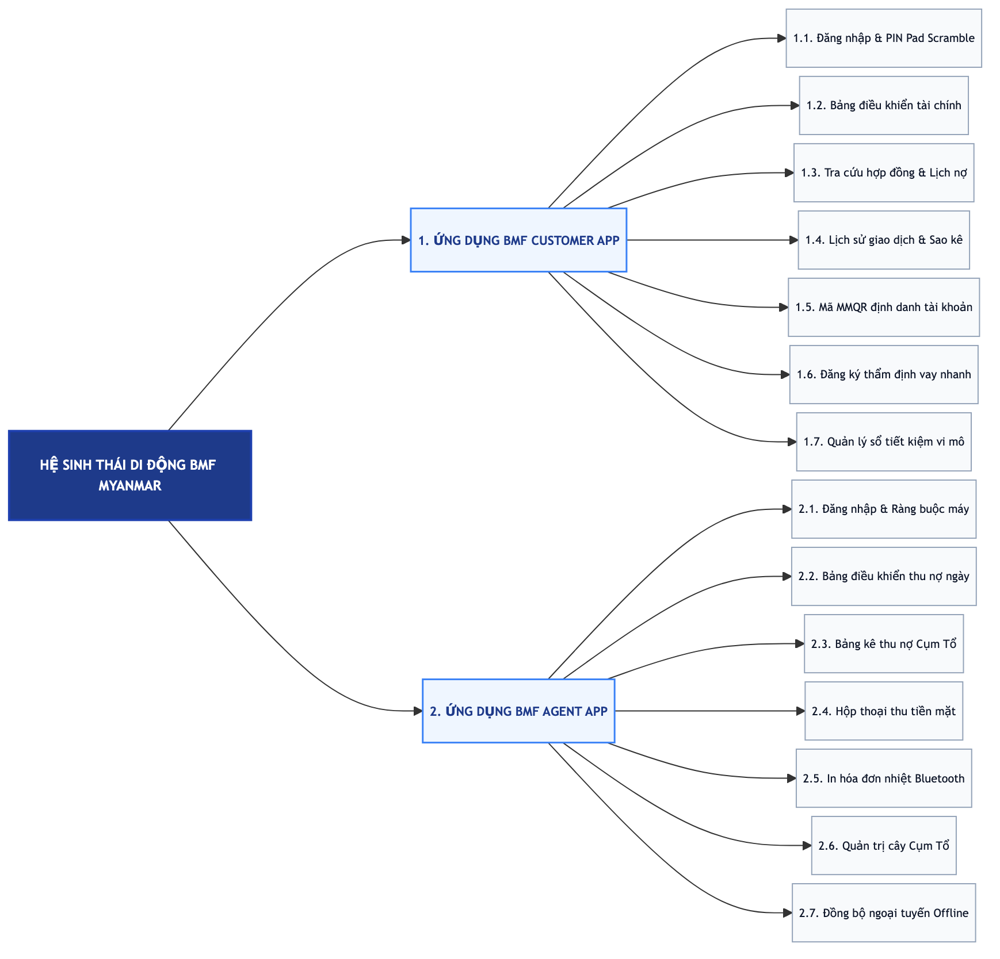 HỆ SINH THÁI DI ĐỘNG BMF
MYANMAR
1. ỨNG DỤNG BMF CUSTOMER APP
1.1. Đăng nhập & PIN Pad Scramble
1.2. Bảng điều khiển tài chính
1.3. Tra cứu hợp đồng & Lịch nợ
1.4. Lịch sử giao dịch & Sao kê
1.5. Mã MMQR định danh tài khoản
1.6. Đăng ký thẩm định vay nhanh
1.7. Quản lý sổ tiết kiệm vi mô
2. ỨNG DỤNG BMF AGENT APP
2.1. Đăng nhập & Ràng buộc máy
2.2. Bảng điều khiển thu nợ ngày
2.3. Bảng kê thu nợ Cụm Tổ
2.4. Hộp thoại thu tiền mặt
2.5. In hóa đơn nhiệt Bluetooth
2.6. Quản trị cây Cụm Tổ
2.7. Đồng bộ ngoại tuyến Offline